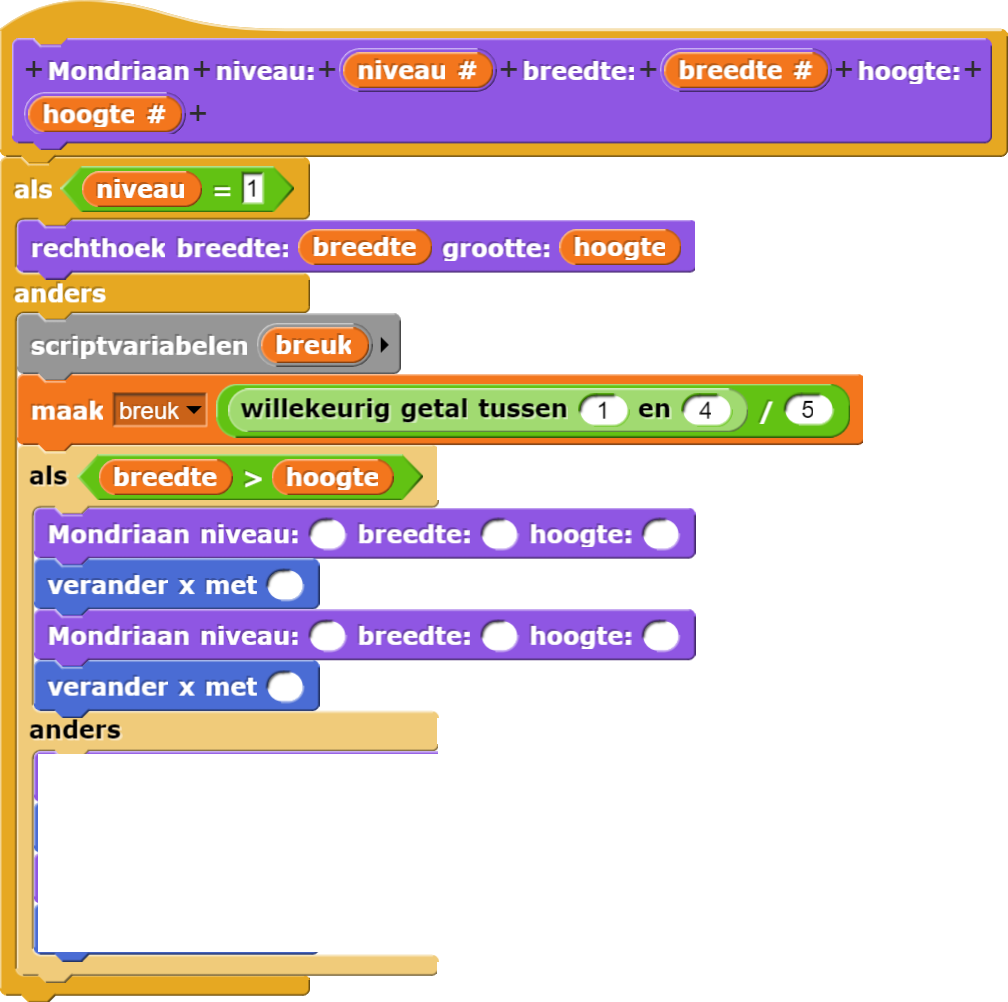 +Mondriaan+niveau:+ niveau # +breedte:+ breedte # +hoogte:+
hoogte # +
als niveau = 1
rechthoek breedte: breedte grootte: hoogte
anders
scriptvariabelen breuk
maak breuk willekeurig getal tussen 1 en 4 / 5
als breedte > hoogte
Mondriaan niveau: breedte: hoogte:
verander x met
Mondriaan niveau: breedte: hoogte:
verander x met
anders